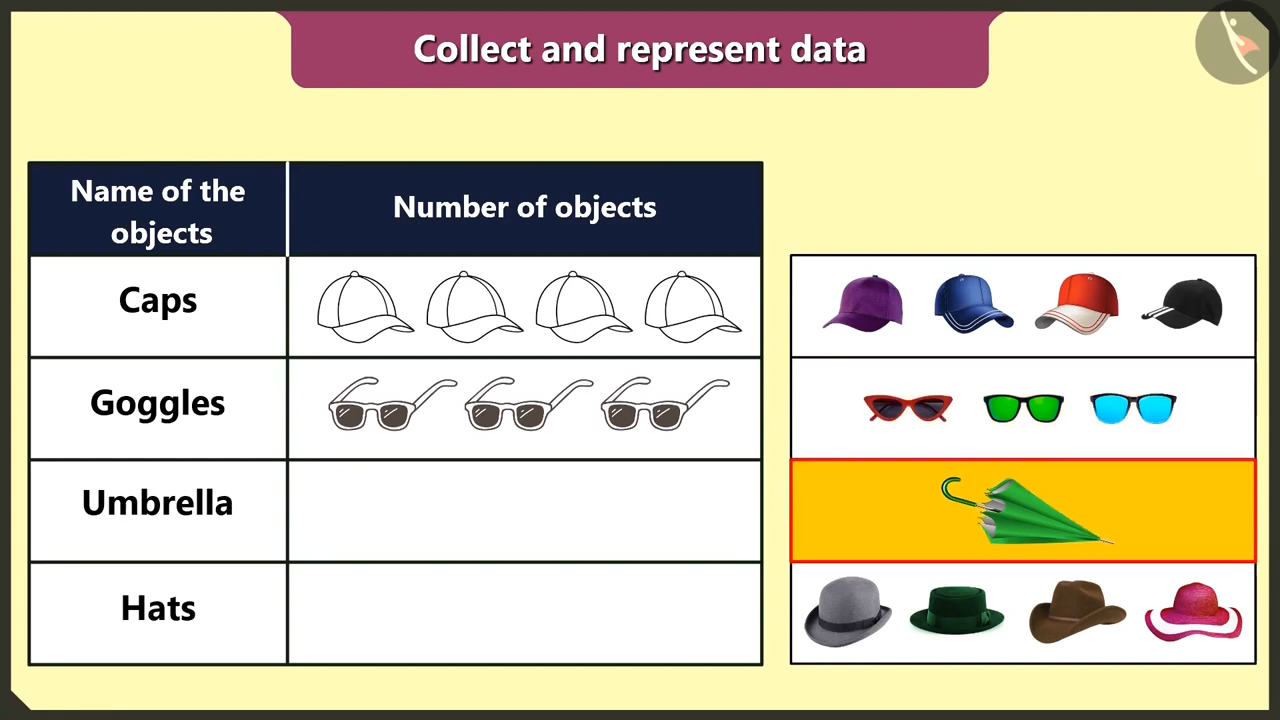 Collect and represent data
Name of the
objects
Number of objects
Caps
Goggles
Umbrella
Hats